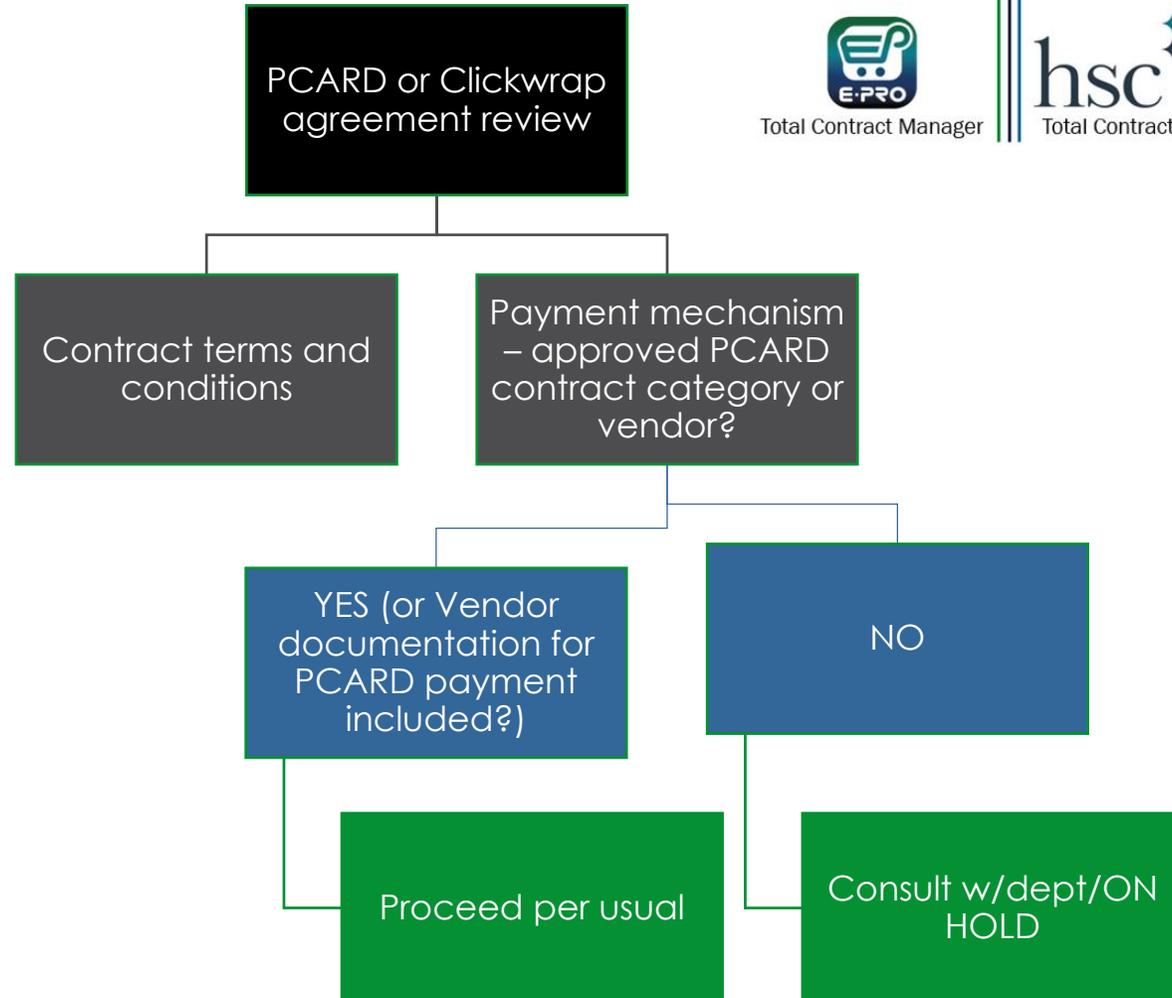 PCARD or Clickwrap
agreement review
E·PRO
Total Contract Manager
hsc
Total Contract
Contract terms and
conditions
Payment mechanism
– approved PCARD
contract category or
vendor?
YES (or Vendor
documentation for
PCARD payment
included?)
NO
Proceed per usual
Consult w/dept/ON
HOLD